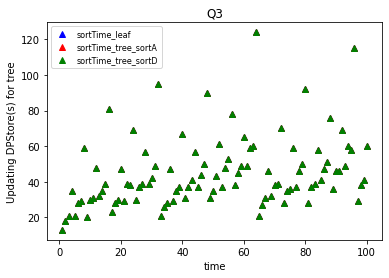 Q3
sortTime_leaf
sortTime_tree_sortA
sortTime_tree_sortD
Updating DPStore(s) for tree
120
100
80
60
40
20
0
20
40
60
80
100
time